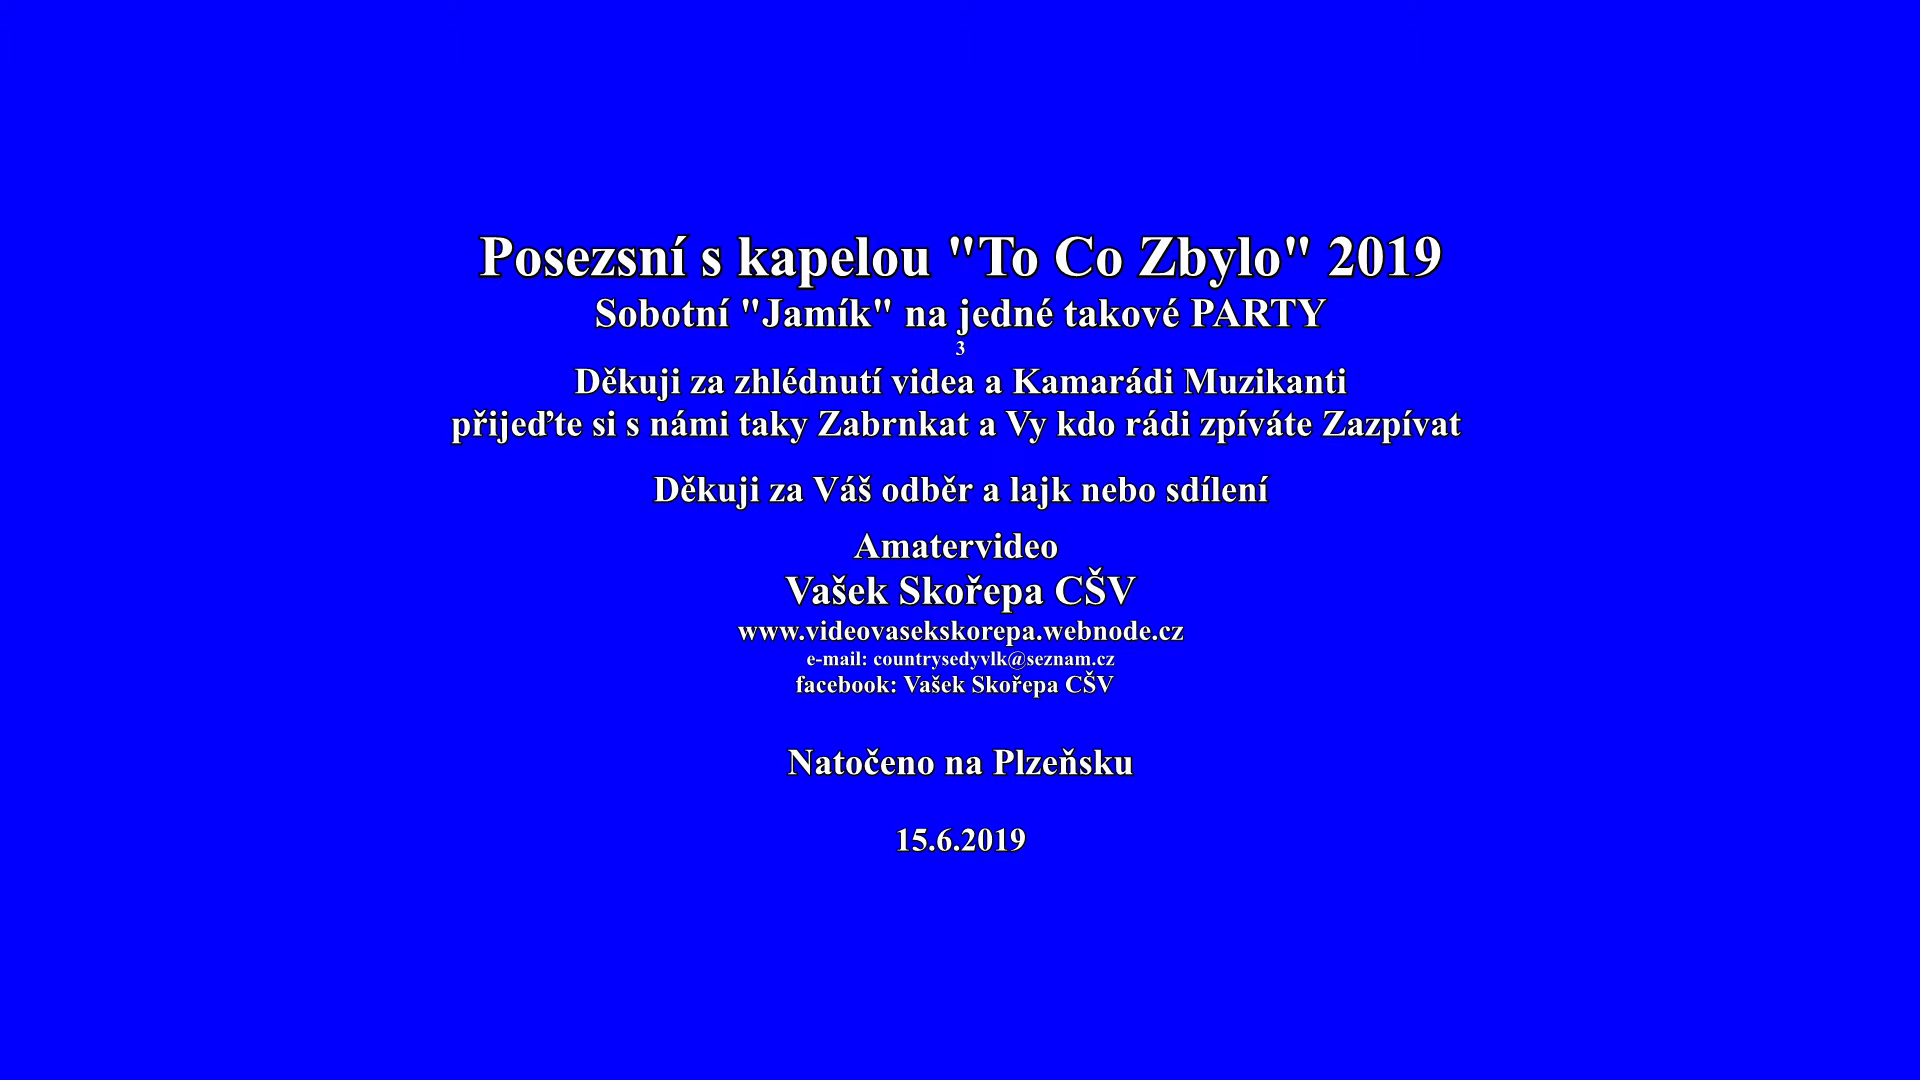 Posezsní s kapelou "To Co Zbylo" 2019
Sobotní "Jamík" na jedné takové PARTY
3
Děkuji za zhlédnutí videa a Kamarádi Muzikanti
přijeďte si s námi taky Zabrnkat a Vy kdo rádi zpíváte Zazpívat
Děkuji za Váš odběr a lajk nebo sdílení
Amatervideo
Vašek Skořepa CŠV
www.videovasekskorepa.webnode.cz
e-mail: countrysedyvlk@seznam.cz
facebook: Vašek Skořepa CŠV
Natočeno na Plzeňsku
15.6.2019